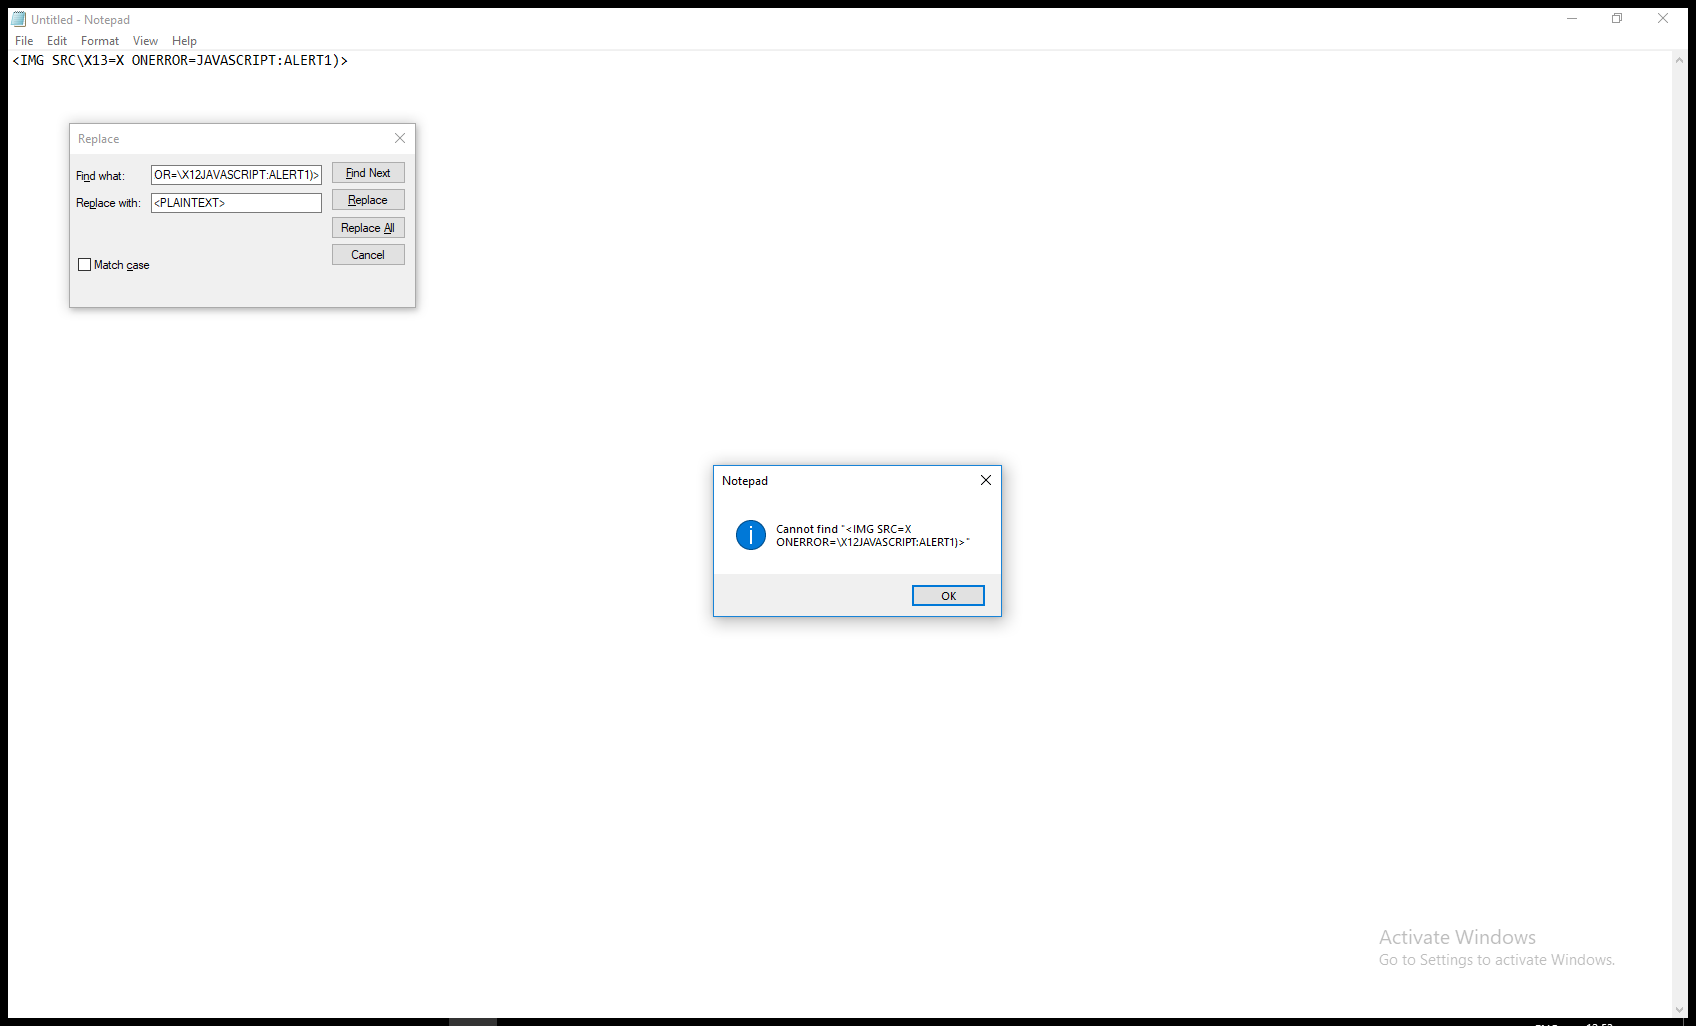 Untitled - Notepad
File Edit Format View Help
<IMG SRC\X13=X ONERROR=JAVASCRIPT:ALERT1)>
Replace
Find what: OR=\X12JAVASCRIPT:ALERT1)> Find Next
Replace with: <PLAINTEXT> Replace
Replace All
Cancel
Match case
Notepad
Cannot find "<IMG SRC=X
ONERROR=\X12JAVASCRIPT:ALERT1)>"
OK
Activate Windows
Go to Settings to activate Windows.